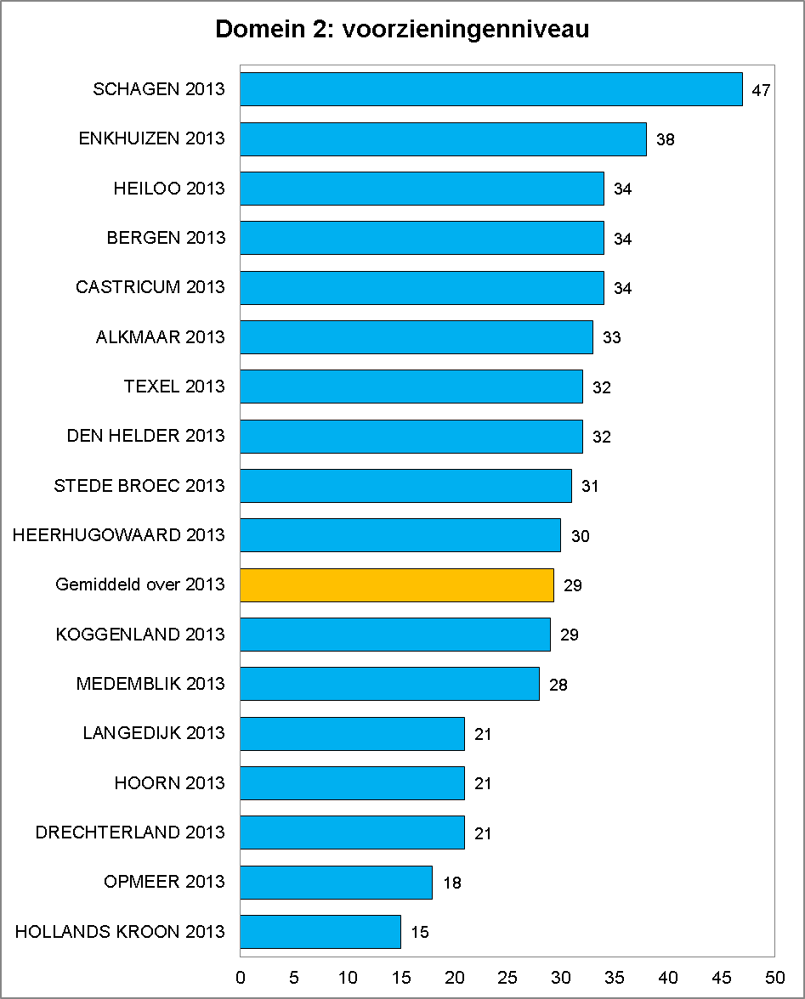 Domein 2: voorzieningenniveau
SCHAGEN 2013 47
ENKHUIZEN 2013 38
HEILOO 2013 34
BERGEN 2013 34
CASTRICUM 2013 34
ALKMAAR 2013 33
TEXEL 2013 32
DEN HELDER 2013 32
STEDE BROEC 2013 31
HEERHUGOWAARD 2013 30
Gemiddeld over 2013 29
KOGGENLAND 2013 29
MEDEMBLIK 2013 28
LANGEDIJK 2013 21
HOORN 2013 21
DRECHTERLAND 2013 21
OPMEER 2013 18
HOLLANDS KROON 2013 15
0 5 10 15 20 25 30 35 40 45 50